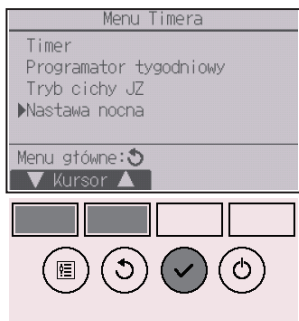 Menu Timera
Timer
Programator tygodniowy
Tryb cichy JZ
▶Nastawa nocna
Menu główne:
▼ Kursor ▲